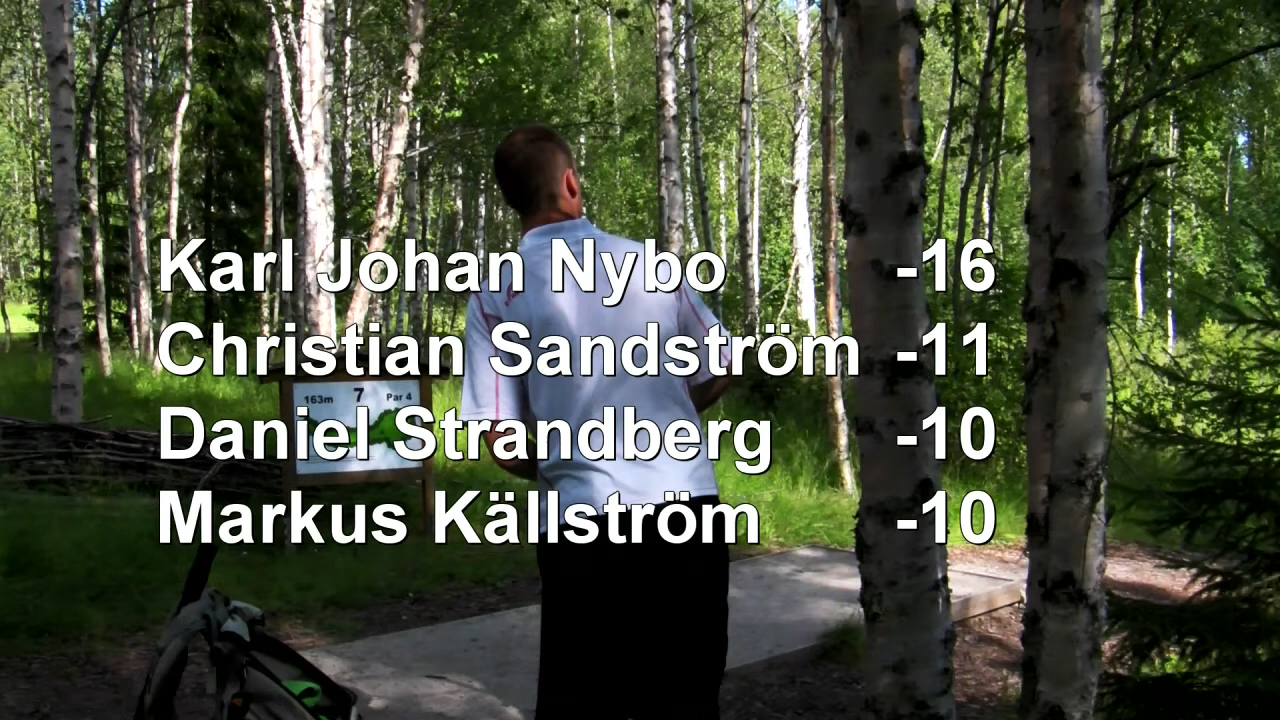 Karl Johan Nybo -16
Christian Sandström -11
163m 7 Par 4
Daniel Strandberg -10
Markus Källström -10